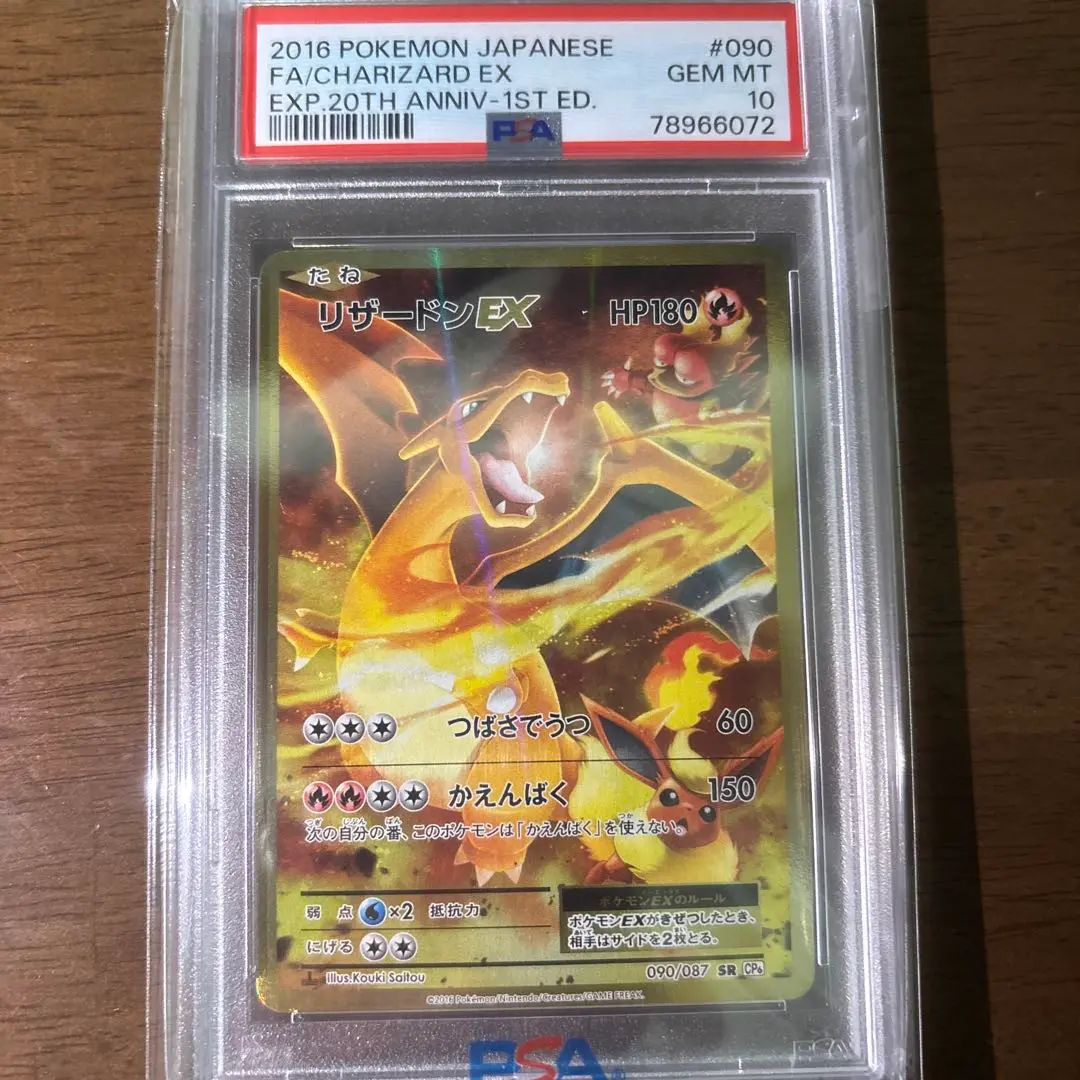 2016 POKEMON JAPANESE #090
FA/CHARIZARD EX GEM MT
EXP.20TH ANNIV-1ST ED. 10
PSA 78966072
たね
リザードンEX HP180
つばさでうつ 60
かえんばく 150
次の自分の番、このポケモンは「かえんばく」を使えない。
弱点 ×2 抵抗力
にげる
ポケモンEXのルール
ポケモンEXがきぜつしたとき、
相手はサイドを2枚とる。
illus.Kouki Saitou 090/087 SR CP6
©2016 Pokémon/Nintendo/Creatures/GAME FREAK.
PSA